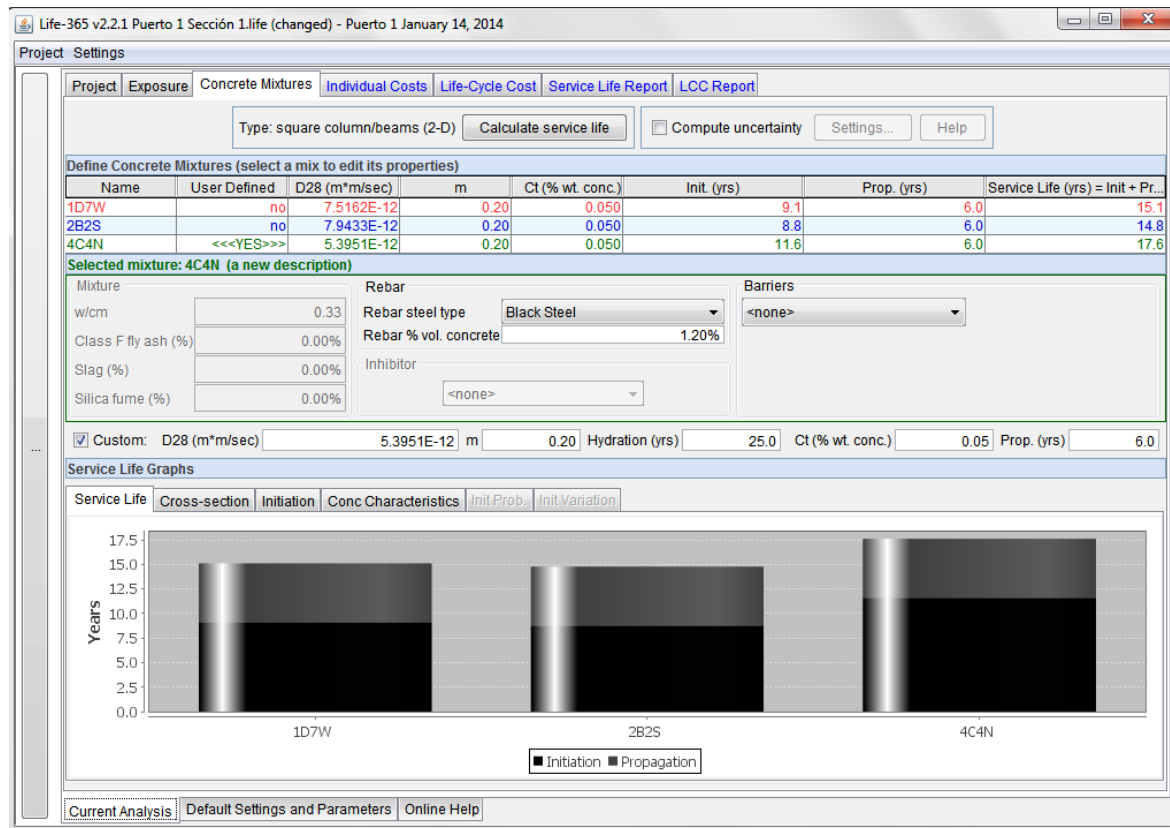 Life-365 v2.2.1 Puerto 1 Sección 1.life (changed) - Puerto 1 January 14, 2014
Project Settings
Project Exposure Concrete Mixtures Individual Costs Life-Cycle Cost Service Life Report LCC Report
Type: square column/beams (2-D) Calculate service life Compute uncertainty Settings... Help
Define Concrete Mixtures (select a mix to edit its properties)
Name User Defined D28 (m*m/sec) m Ct (% wt. conc.) Init. (yrs) Prop. (yrs) Service Life (yrs) = Init + Pr...
1D7W no 7.5162E-12 0.20 0.050 9.1 6.0 15.1
2B2S no 7.9433E-12 0.20 0.050 8.8 6.0 14.8
4C4N <<<YES>>> 5.3951E-12 0.20 0.050 11.6 6.0 17.6
Selected mixture: 4C4N (a new description)
Mixture Rebar Barriers
w/cm 0.33 Rebar steel type Black Steel <none>
Class F fly ash (%) 0.00% Rebar % vol. concrete 1.20%
Slag (%) 0.00% Inhibitor
Silica fume (%) 0.00% <none>
Custom: D28 (m*m/sec) 5.3951E-12 m 0.20 Hydration (yrs) 25.0 Ct (% wt. conc.) 0.05 Prop. (yrs) 6.0
...
Service Life Graphs
Service Life Cross-section Initiation Conc Characteristics Init Prob. Init Variation
17.5
15.0
12.5
10.0
7.5
5.0
2.5
0.0
Years
1D7W 2B2S 4C4N
Initiation Propagation
Current Analysis Default Settings and Parameters Online Help